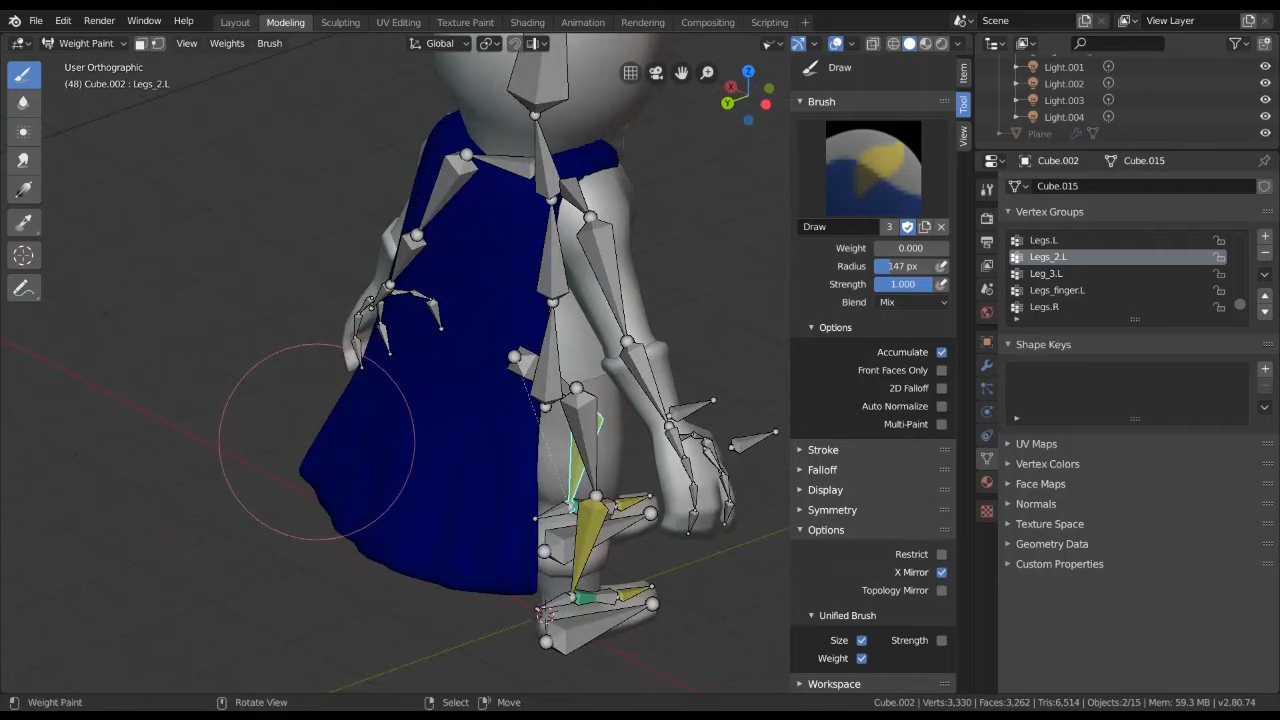 File Edit Render Window Help Layout Modeling Sculpting UV Editing Texture Paint Shading Animation Rendering Compositing Scripting + Scene View Layer
Weight Paint View Weights Brush Global
User Orthographic
(48) Cube.002 : Legs_2.L
X
Y
Z
Draw
Brush
Draw 3
Weight 0.000
Radius 147 px
Strength 1.000
Blend Mix
Options
Accumulate
Front Faces Only
2D Falloff
Auto Normalize
Multi-Paint
Stroke
Falloff
Display
Symmetry
Options
Restrict
X Mirror
Topology Mirror
Unified Brush
Size Strength
Weight
Workspace
Item
Tool
View
Light.001
Light.002
Light.003
Light.004
Plane
Cube.002 Cube.015
Cube.015
Vertex Groups
Legs.L
Legs_2.L
Leg_3.L
Legs_finger.L
Legs.R
Shape Keys
UV Maps
Vertex Colors
Face Maps
Normals
Texture Space
Geometry Data
Custom Properties
Weight Paint Rotate View Select Move Cube.002 | Verts:3,330 | Faces:3,262 | Tris:6,514 | Objects:2/15 | Mem: 59.3 MB | v2.80.74